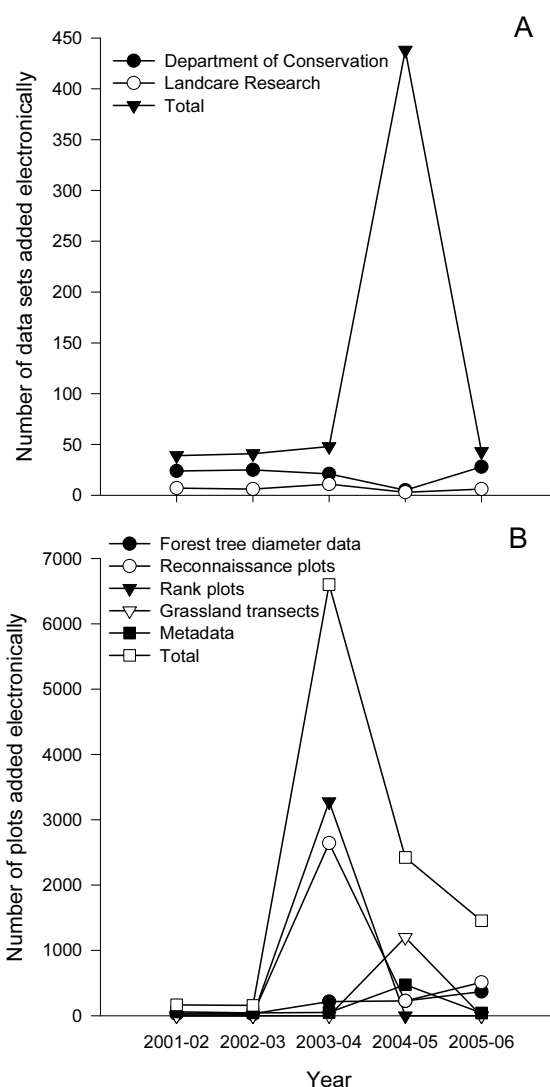 A
Department of Conservation
Landcare Research
Total
Number of data sets added electronically
450
400
350
300
250
200
150
100
50
0
B
Forest tree diameter data
Reconnaissance plots
Rank plots
Grassland transects
Metadata
Total
Number of plots added electronically
7000
6000
5000
4000
3000
2000
1000
0
2001-02 2002-03 2003-04 2004-05 2005-06
Year